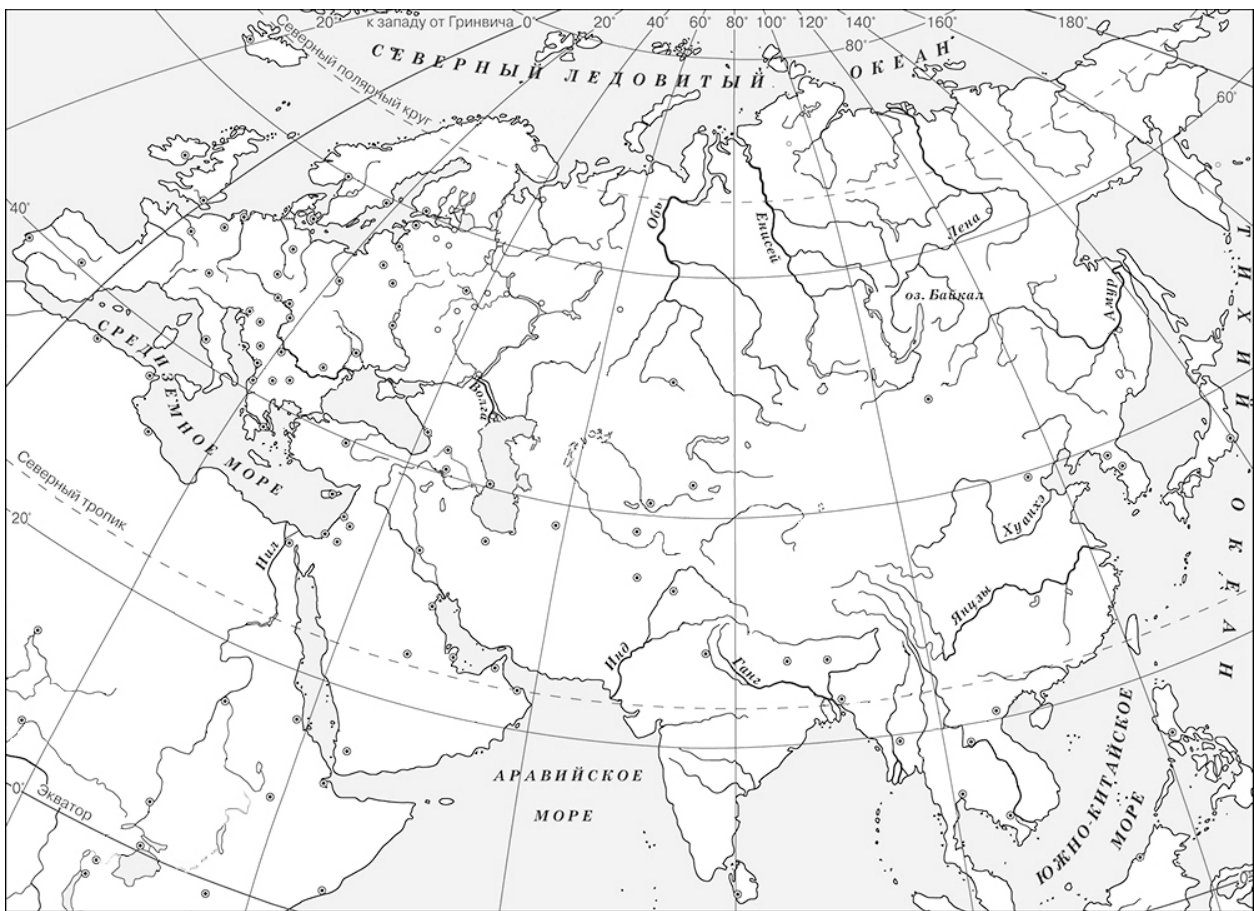 20° к западу от Гринвича 0° 20° 40° 60° 80° 100° 120° 140° 160° 180°
80°
60°
Северный полярный круг
СЕВЕРНЫЙ ЛЕДОВИТЫЙ ОКЕАН
40°
Обь
Енисей
Лена
оз. Байкал
Амур
ТИХИЙ ОКЕАН
СРЕДИЗЕМНОЕ МОРЕ
Волга
Северный тропик
20°
Нил
Хуанхэ
Янцзы
Инд
Ганг
АРАВИЙСКОЕ
МОРЕ
ЮЖНО-КИТАЙСКОЕ
МОРЕ
0°
Экватор
0°